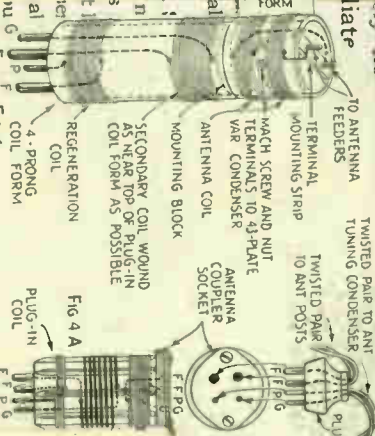 FORM
TO ANTENNA
FEEDERS
TERMINAL
MOUNTING STRIP
MACH SCREW AND NUT
TERMINALS TO 43-PLATE
VAR CONDENSER
ANTENNA COIL
MOUNTING BLOCK
SECONDARY COIL WOUND
AS NEAR TOP OF PLUG-IN
COIL FORM AS POSSIBLE
REGENERATION
COIL
4-PRONG
COIL FORM
G
F
P
F
TWISTED PAIR TO ANT
TUNING CONDENSER
TWISTED PAIR
TO ANT POSTS
ANTENNA
COUPLER
SOCKET
F F P G
Fig 4 A
PLUG-IN
COIL
F F P G